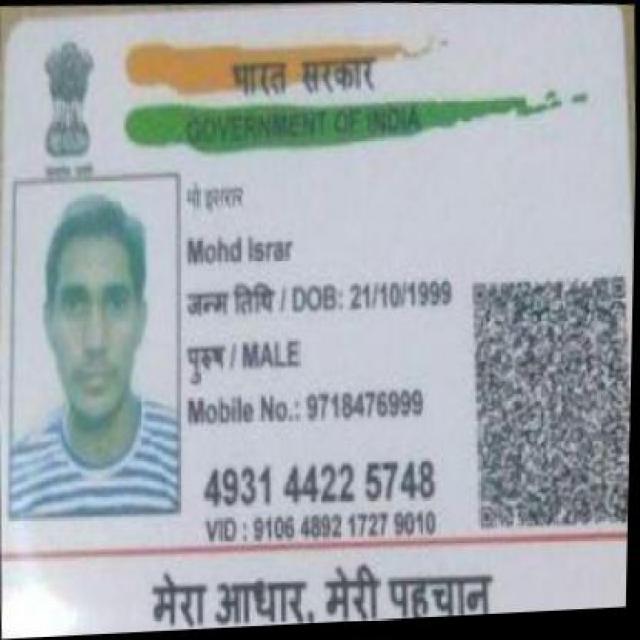 भारत सरकार
GOVERNMENT OF INDIA
मो इसरार
Mohd Israr
जन्म तिथि / DOB: 21/10/1999
पुरुष / MALE
Mobile No.: 9718476999
4931 4422 5748
VID : 9106 4892 1727 9010
मेरा आधार, मेरी पहचान